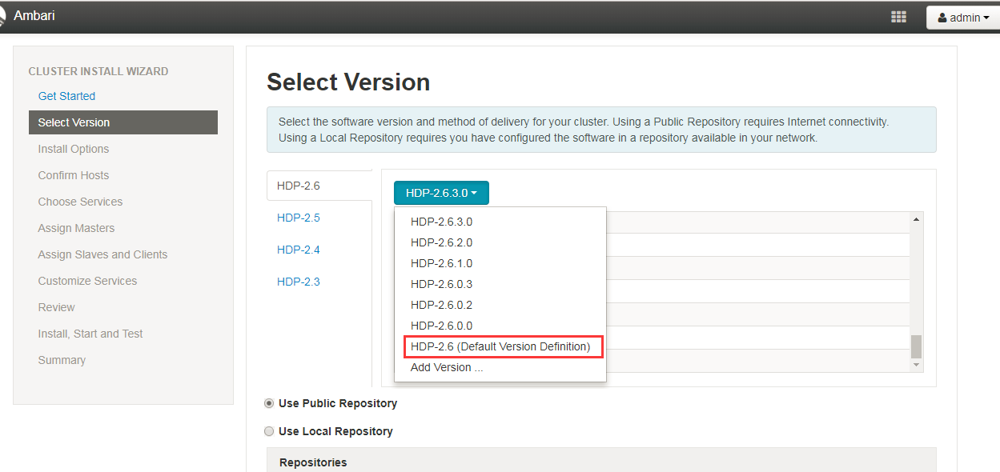 Ambari
admin
CLUSTER INSTALL WIZARD
Get Started
Select Version
Install Options
Confirm Hosts
Choose Services
Assign Masters
Assign Slaves and Clients
Customize Services
Review
Install, Start and Test
Summary
Select Version
Select the software version and method of delivery for your cluster. Using a Public Repository requires Internet connectivity.
Using a Local Repository requires you have configured the software in a repository available in your network.
HDP-2.6
HDP-2.5
HDP-2.4
HDP-2.3
HDP-2.6.3.0
HDP-2.6.3.0
HDP-2.6.2.0
HDP-2.6.1.0
HDP-2.6.0.3
HDP-2.6.0.2
HDP-2.6.0.0
HDP-2.6 (Default Version Definition)
Add Version ...
Use Public Repository
Use Local Repository
Repositories